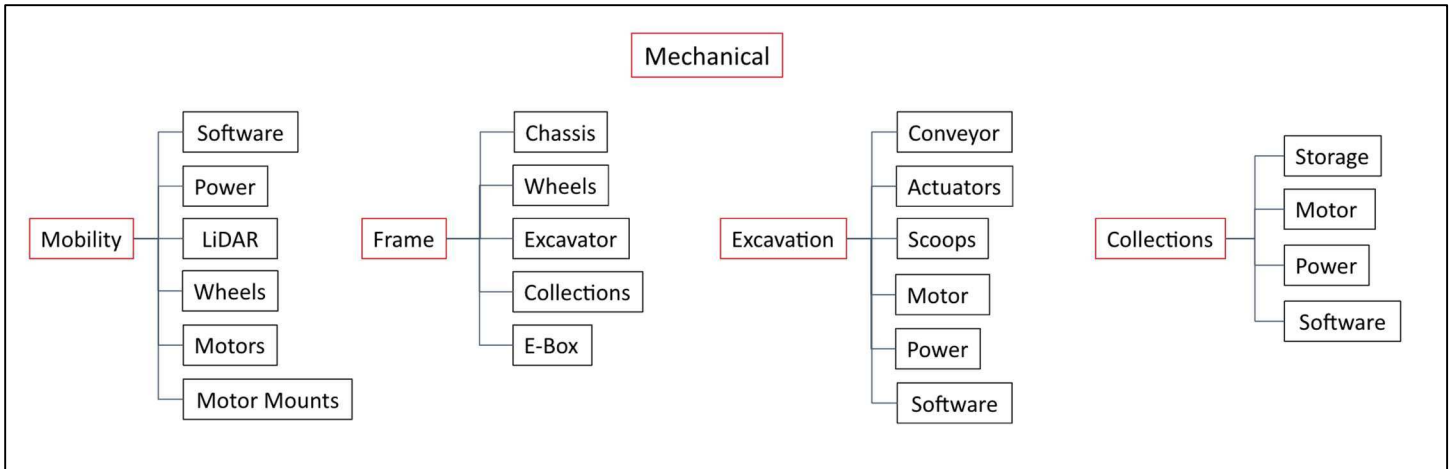 Mechanical
Mobility
Software
Power
LiDAR
Wheels
Motors
Motor Mounts
Frame
Chassis
Wheels
Excavator
Collections
E-Box
Excavation
Conveyor
Actuators
Scoops
Motor
Power
Software
Collections
Storage
Motor
Power
Software